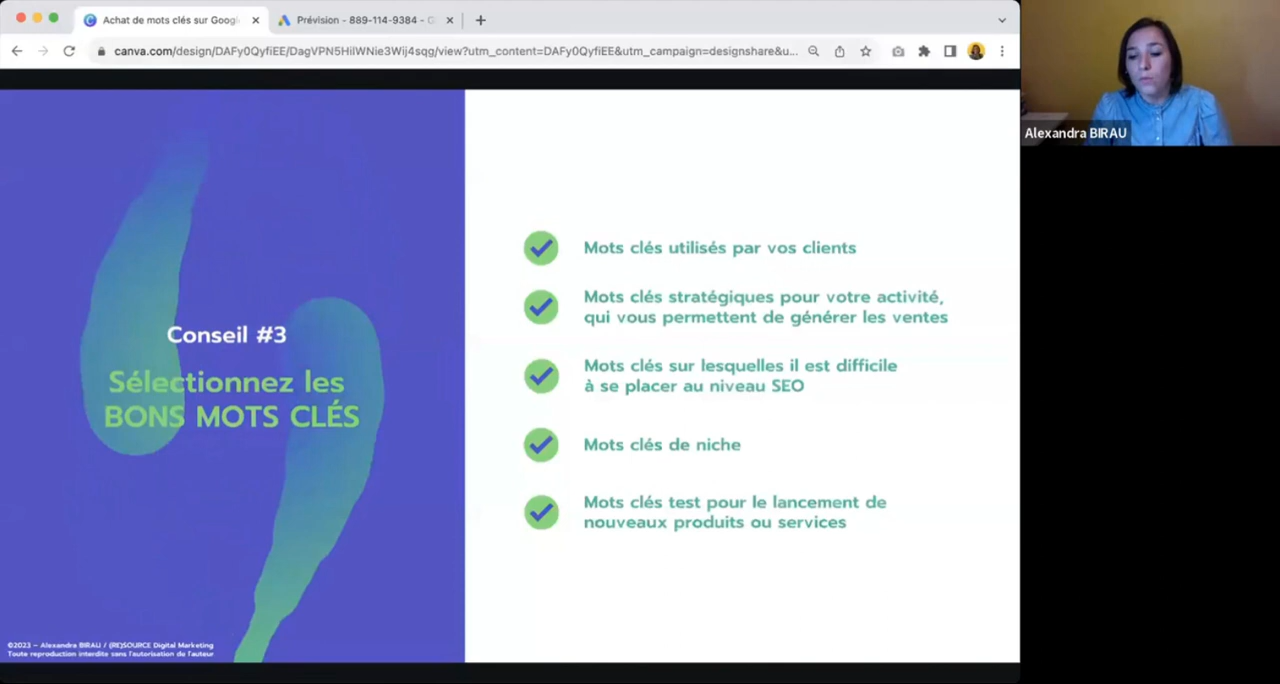 Achat de mots clés sur Googl
Prévision - 889-114-9384 - G
canva.com/design/DAFy0QyfiEE/DagVPN5HilWNie3Wij4sqg/view?utm_content=DAFy0QyfiEE&utm_campaign=designshare&u...
Alexandra BIRAU
Conseil #3
Sélectionnez les
BONS MOTS CLÉS
Mots clés utilisés par vos clients
Mots clés stratégiques pour votre activité,
qui vous permettent de générer les ventes
Mots clés sur lesquelles il est difficile
à se placer au niveau SEO
Mots clés de niche
Mots clés test pour le lancement de
nouveaux produits ou services
©2023 – Alexandra BIRAU / (RE)SOURCE Digital Marketing
Toute reproduction interdite sans l'autorisation de l'auteur